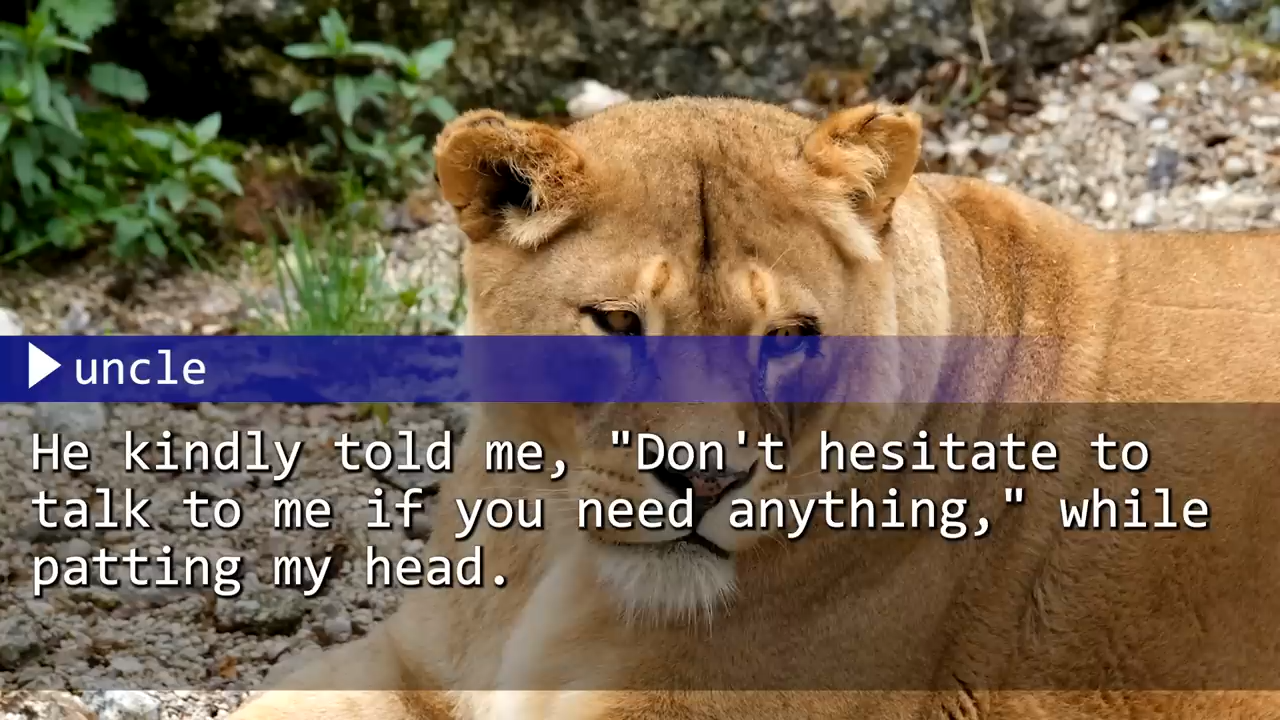 uncle
He kindly told me, "Don't hesitate to
talk to me if you need anything," while
patting my head.